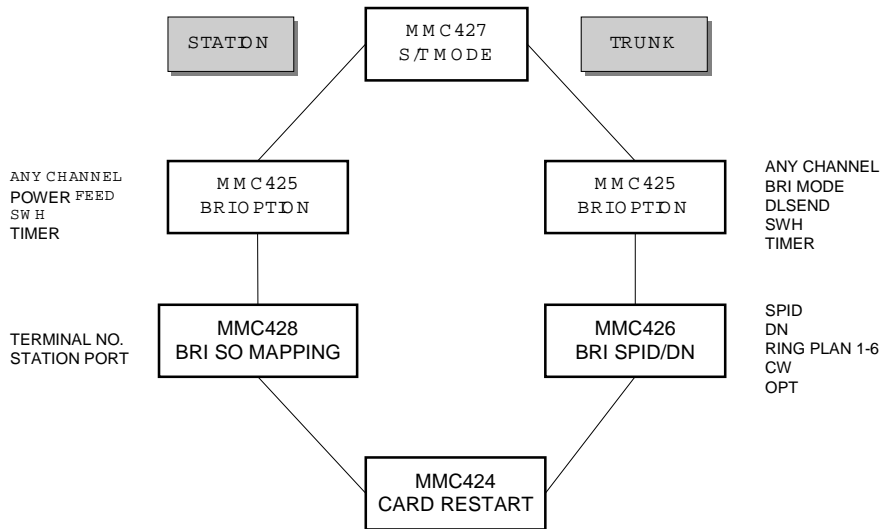 STATION
MMC427
S/T MODE
TRUNK
ANY CHANNEL
POWER FEED
SWH
TIMER
MMC425
BRI OPTION
MMC425
BRI OPTION
ANY CHANNEL
BRI MODE
DLSEND
SWH
TIMER
TERMINAL NO.
STATION PORT
MMC428
BRI SO MAPPING
MMC426
BRI SPID/DN
SPID
DN
RING PLAN 1-6
CW
OPT
MMC424
CARD RESTART